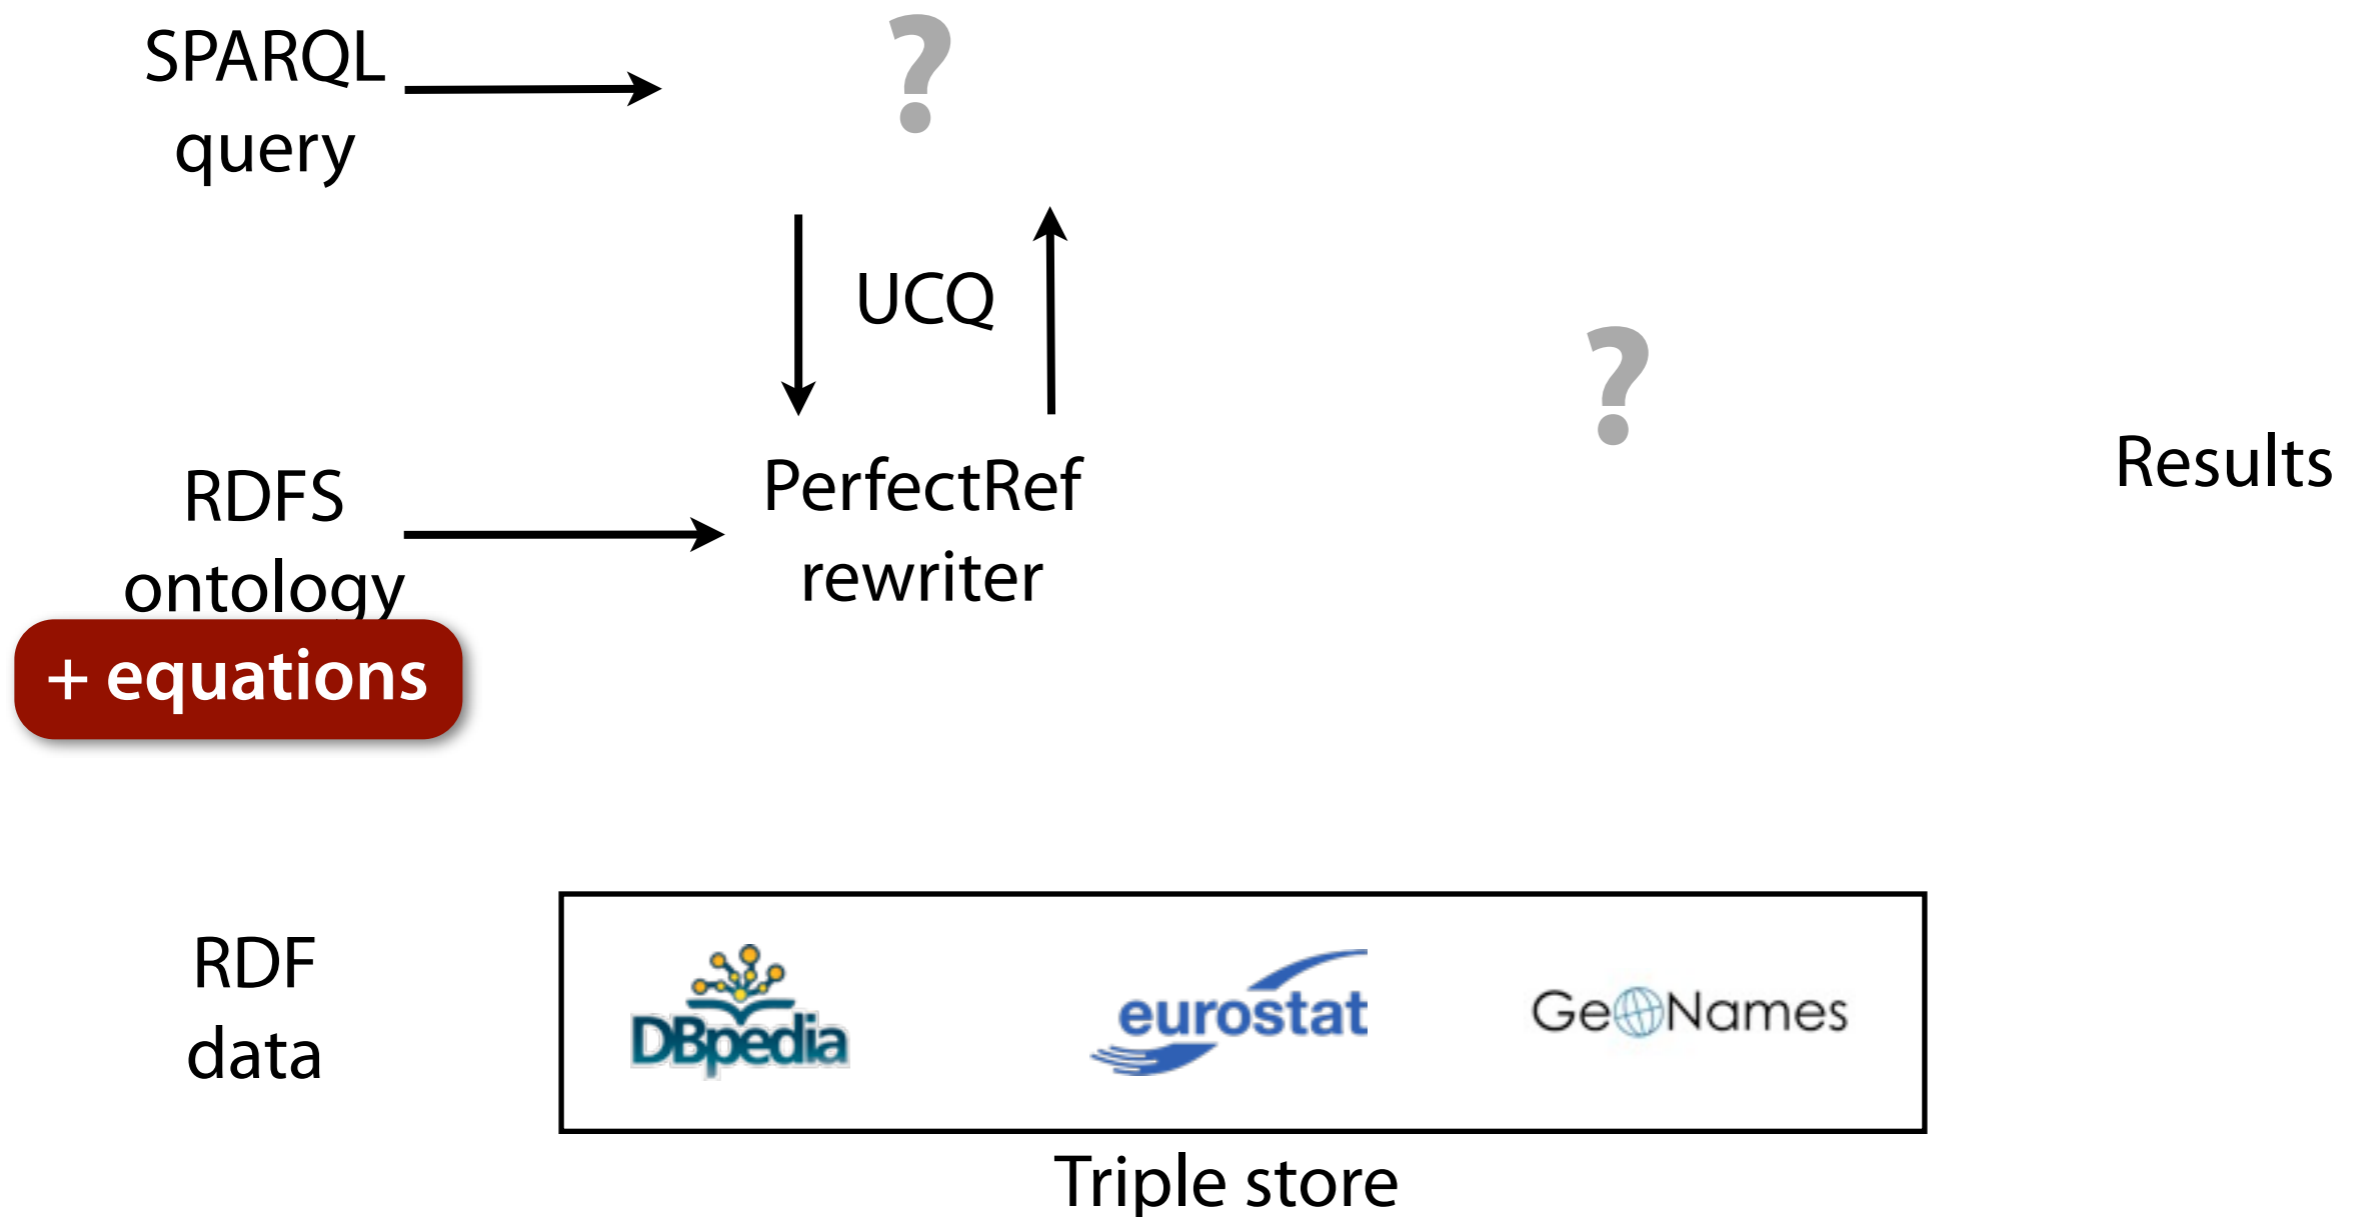 SPARQL
query
?
UCQ
?
RDFS
ontology
+ equations
PerfectRef
rewriter
Results
RDF
data
DBpedia
eurostat
GeoNames
Triple store